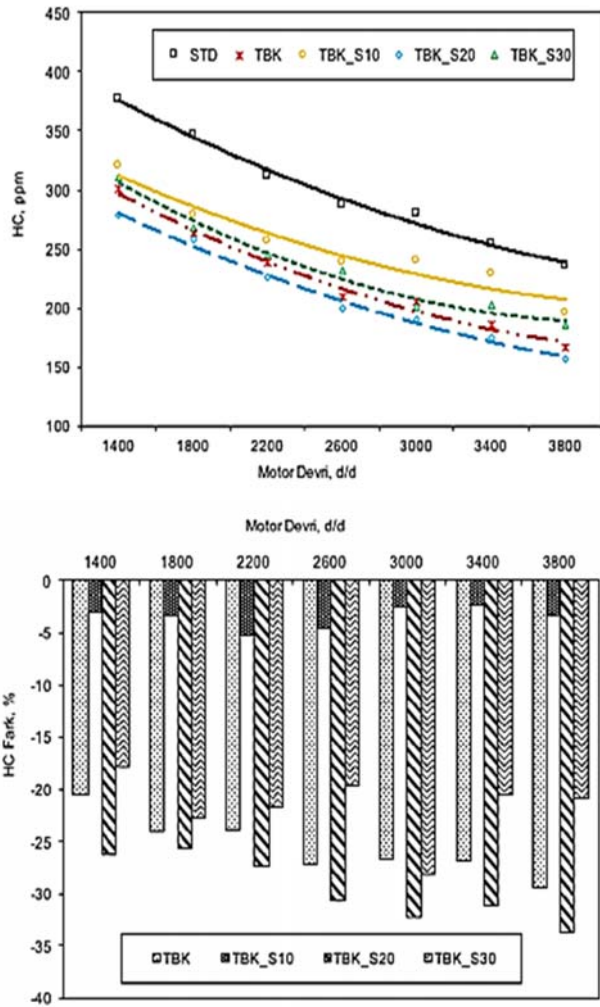 450
400
350
300
250
200
150
100
HC, ppm
STD TBK TBK_S10 TBK_S20 TBK_S30
1400 1800 2200 2600 3000 3400 3800
Motor Devri, d/d
Motor Devri, d/d
1400 1800 2200 2600 3000 3400 3800
0
-5
-10
-15
-20
-25
-30
-35
-40
HC Fark, %
TBK TBK_S10 TBK_S20 TBK_S30